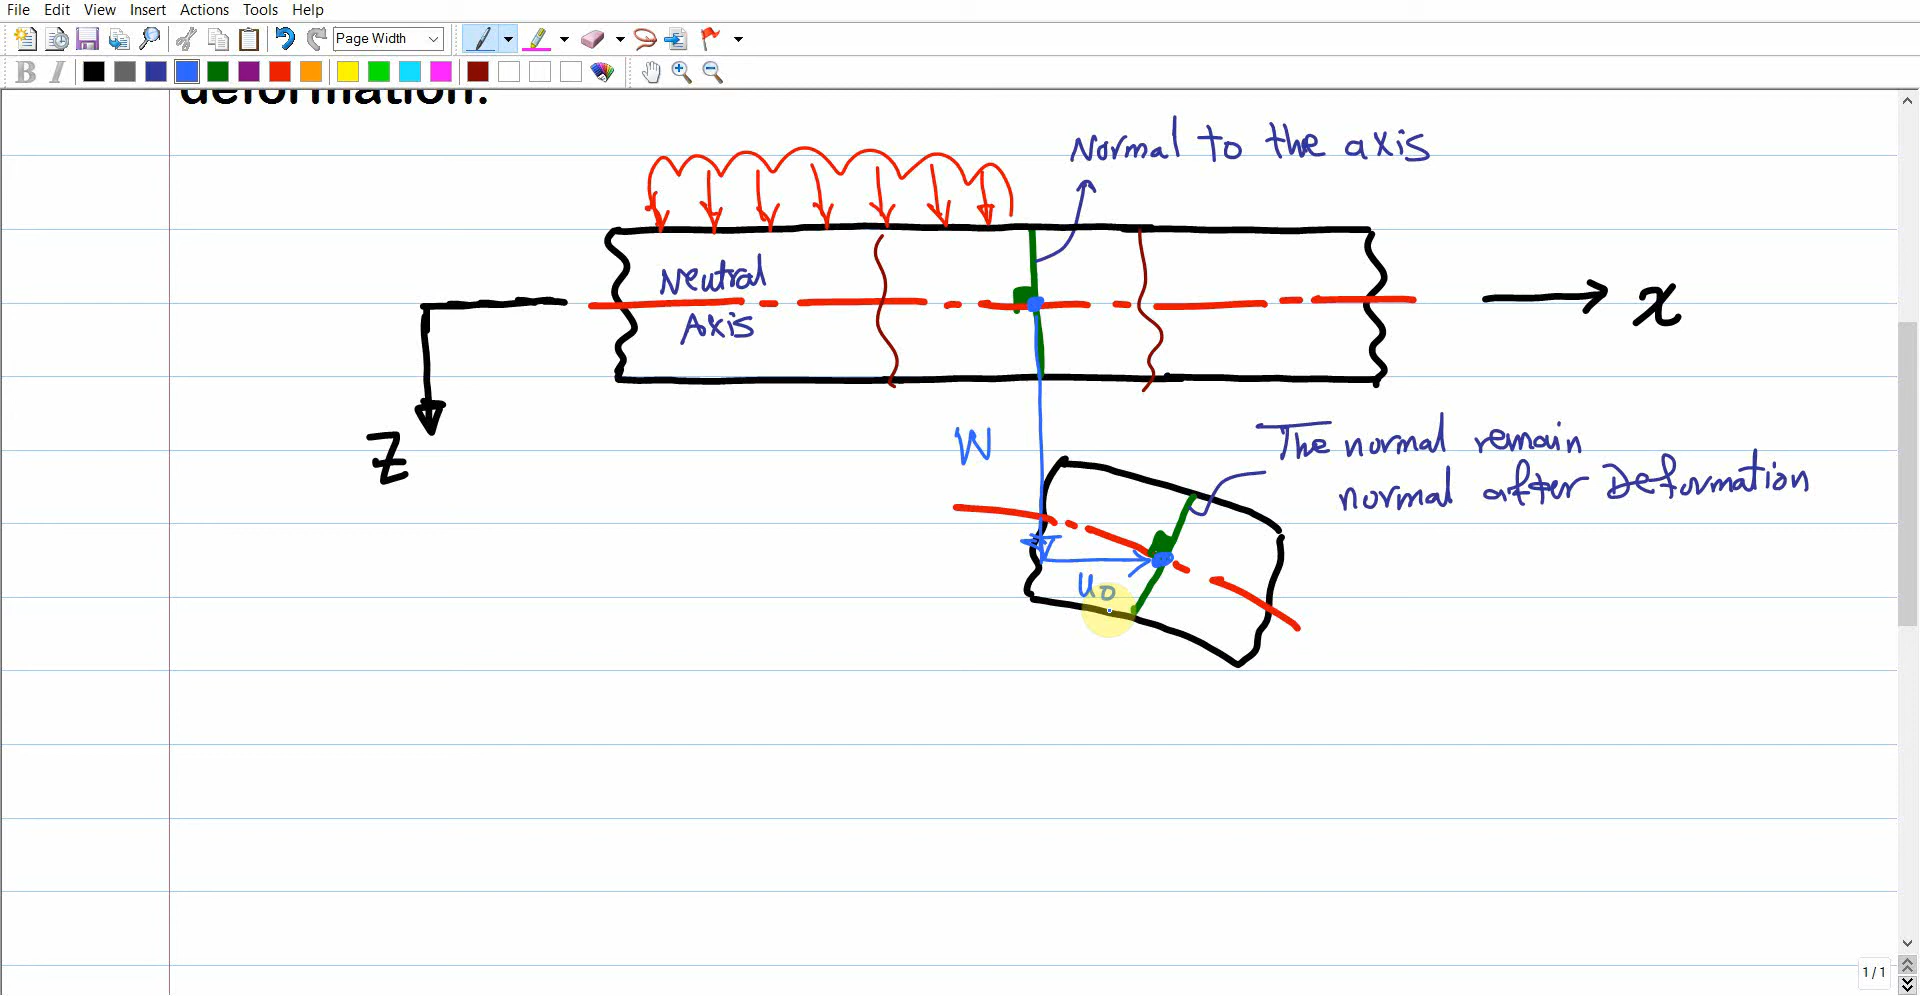 File Edit View Insert Actions Tools Help
Page Width
B I
deformation.
Normal to the axis
Neutral
Axis
x
Z
W
The normal remain
normal after Deformation
u0
1 / 1